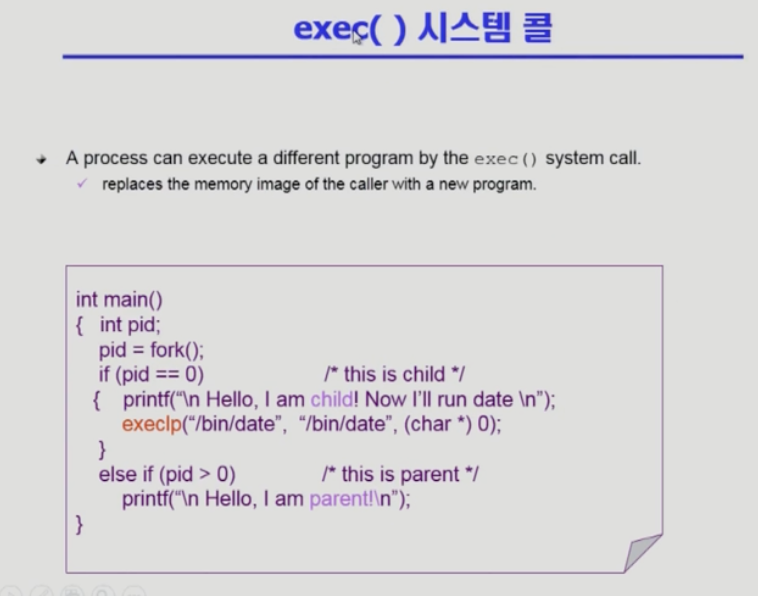 exec( ) 시스템 콜
A process can execute a different program by the exec() system call.
replaces the memory image of the caller with a new program.
int main()
{ int pid;
pid = fork();
if (pid == 0) /* this is child */
{ printf(“\n Hello, I am child! Now I’ll run date \n”);
execlp(“/bin/date”, “/bin/date”, (char *) 0);
}
else if (pid > 0) /* this is parent */
printf(“\n Hello, I am parent!\n”);
}